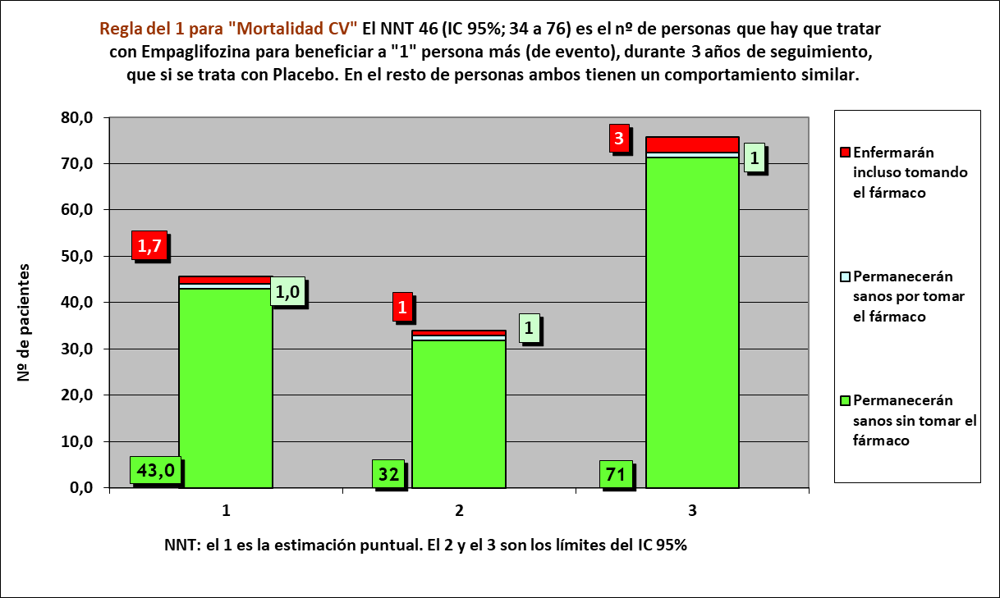 Regla del 1 para "Mortalidad CV" El NNT 46 (IC 95%; 34 a 76) es el nº de personas que hay que tratar
con Empaglifozina para beneficiar a "1" persona más (de evento), durante 3 años de seguimiento,
que si se trata con Placebo. En el resto de personas ambos tienen un comportamiento similar.
80,0
70,0
60,0
50,0
40,0
30,0
20,0
10,0
0,0
Nº de pacientes
1,7
1,0
43,0
1
1
32
3
1
71
1
2
3
NNT: el 1 es la estimación puntual. El 2 y el 3 son los límites del IC 95%
Enfermarán
incluso tomando
el fármaco
Permanecerán
sanos por tomar
el fármaco
Permanecerán
sanos sin tomar el
fármaco